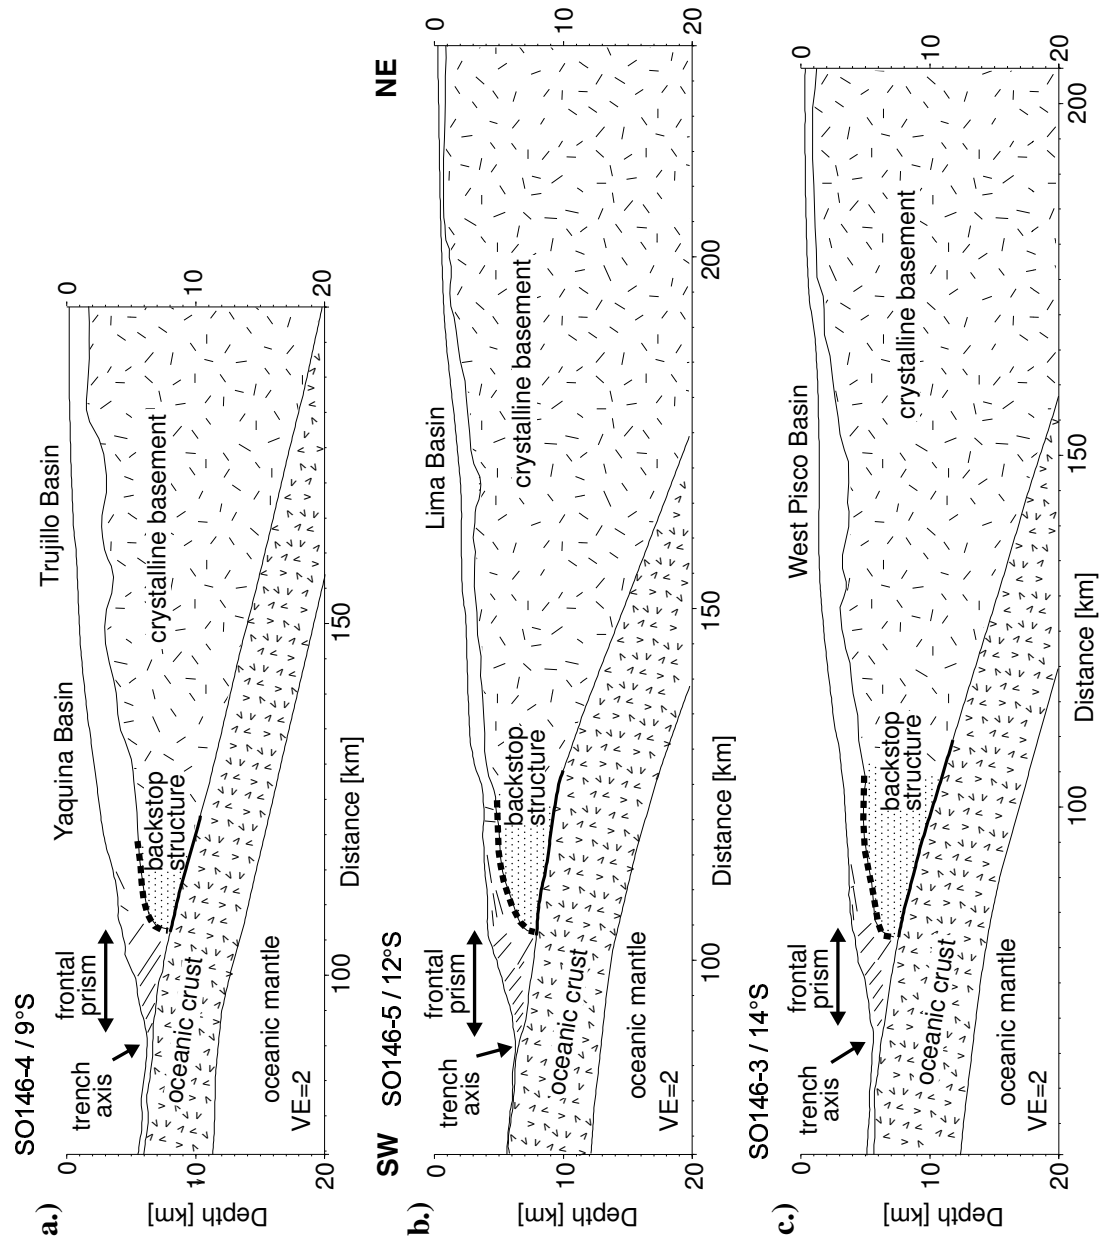 a.)
SO146-4 / 9°S
Yaquina Basin
Trujillo Basin
0
10
20
Depth [km]
0
10
20
trench
axis
frontal
prism
backstop
structure
crystalline basement
oceanic crust
oceanic mantle
VE=2
100
150
Distance [km]
b.)
SW
SO146-5 / 12°S
NE
Lima Basin
0
10
20
Depth [km]
0
10
20
trench
axis
frontal
prism
backstop
structure
crystalline basement
oceanic crust
oceanic mantle
VE=2
100
150
200
Distance [km]
c.)
SO146-3 / 14°S
West Pisco Basin
0
10
20
Depth [km]
0
10
20
trench
axis
frontal
prism
backstop
structure
crystalline basement
oceanic crust
oceanic mantle
VE=2
100
150
200
Distance [km]